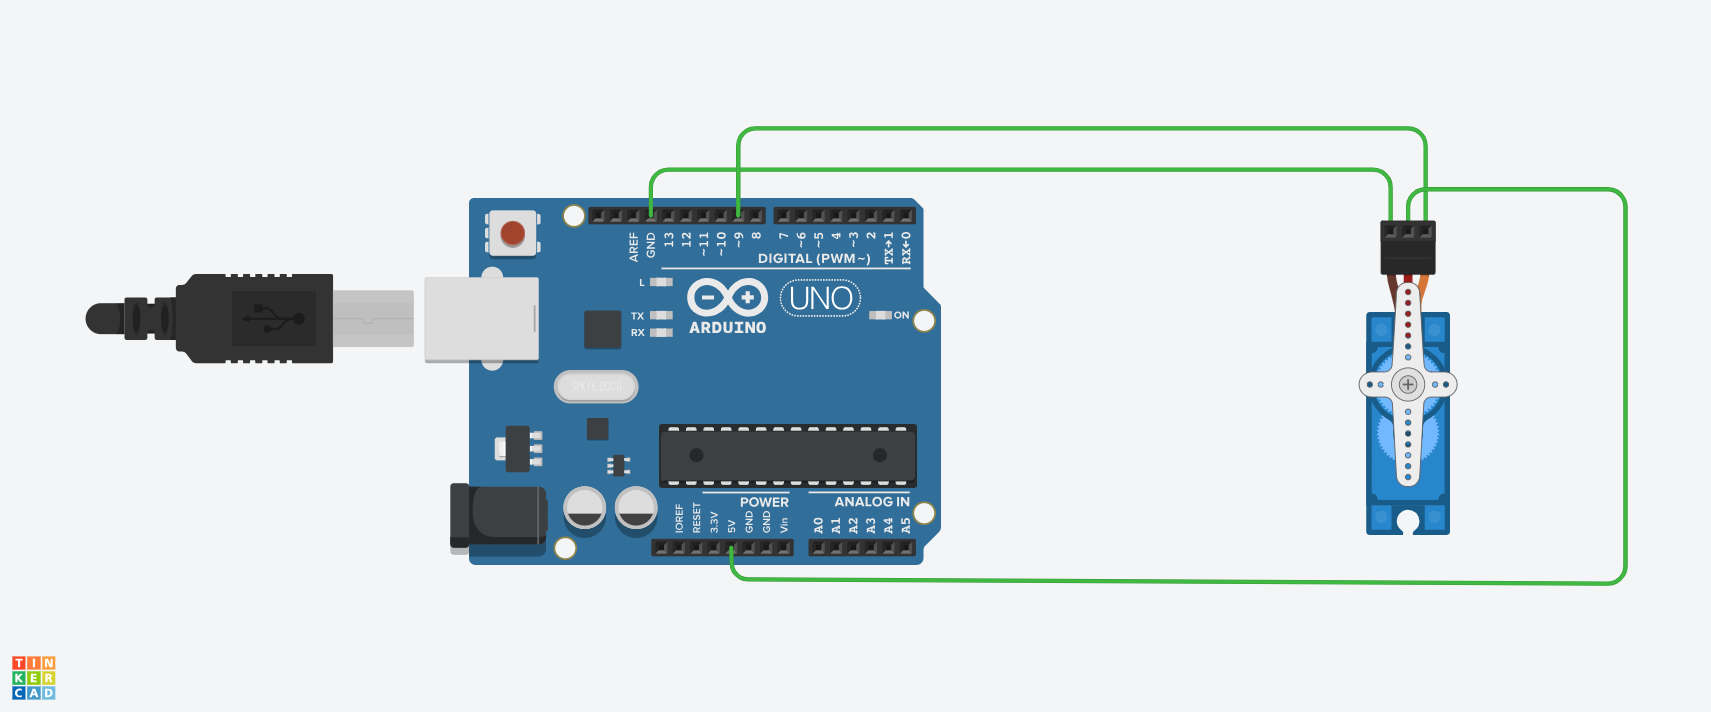 AREF
GND
13
12
~11
~10
~9
8
7
~6
~5
4
~3
2
TX→1
RX←0
DIGITAL (PWM~)
L
TX
RX
ARDUINO
UNO
ON
SPK16.000G
POWER
ANALOG IN
IOREF
RESET
3.3V
5V
GND
GND
Vin
A0
A1
A2
A3
A4
A5
TIN
KER
CAD